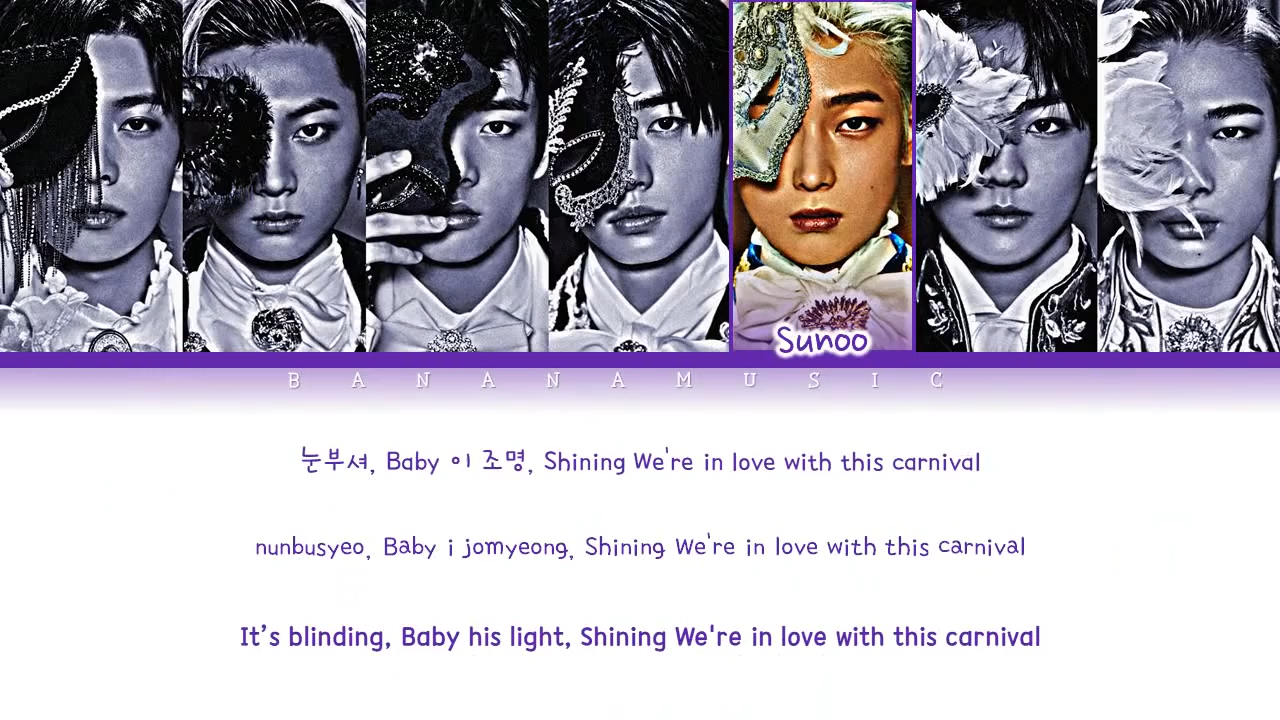 Sunoo
BANANAMUSIC
눈부셔, Baby 이 조명, Shining We're in love with this carnival
nunbusyeo, Baby i jomyeong, Shining We're in love with this carnival
It’s blinding, Baby his light, Shining We're in love with this carnival